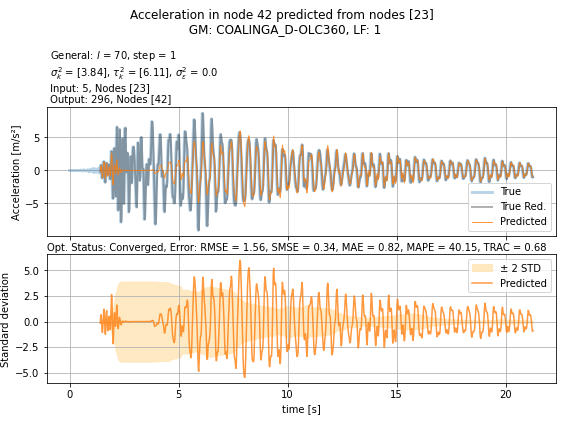 Acceleration in node 42 predicted from nodes [23]
GM: COALINGA_D-OLC360, LF: 1
General: l = 70, step = 1
σ²ₖ = [3.84], τ²ₖ = [6.11], σ²ε = 0.0
Input: 5, Nodes [23]
Output: 296, Nodes [42]
Acceleration [m/s²]
5
0
−5
True
True Red.
Predicted
Opt. Status: Converged, Error: RMSE = 1.56, SMSE = 0.34, MAE = 0.82, MAPE = 40.15, TRAC = 0.68
Standard deviation
5.0
2.5
0.0
−2.5
−5.0
± 2 STD
Predicted
0 5 10 15 20
time [s]